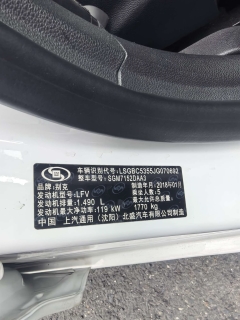 车辆识别代号: LSGBC5355JG070682
整车型号: SGM7152DAA3
品牌: 别克
制造年月: 2018年01月
发动机型号: LFV
乘坐人数: 5
发动机排量: 1.490 L
最大允许总质量:
发动机最大净功率: 119 kW
1770 kg
中国 上汽通用(沈阳)北盛汽车有限公司 制造